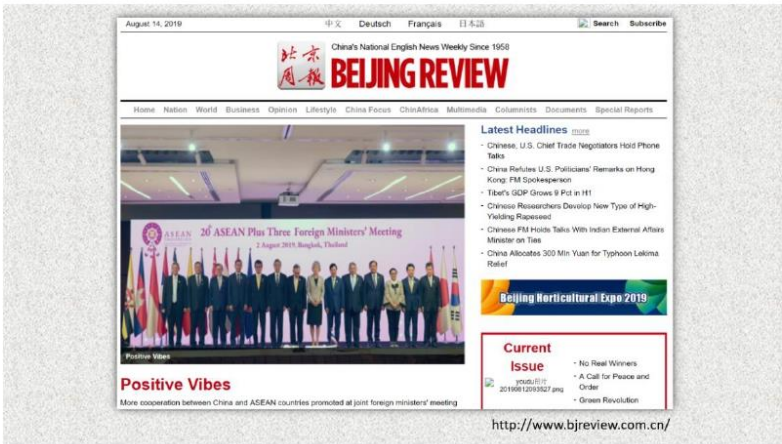 August 14, 2019
中文 Deutsch Français 日本語
Search Subscribe
北京
周報
China's National English News Weekly Since 1958
BEIJING REVIEW
Home Nation World Business Opinion Lifestyle China Focus ChinAfrica Multimedia Columnists Documents Special Reports
ASEAN
20th ASEAN Plus Three Foreign Ministers' Meeting
2 August 2019, Bangkok, Thailand
Positive Vibes
Positive Vibes
More cooperation between China and ASEAN countries promoted at joint foreign ministers' meeting
Latest Headlines more
Chinese, U.S. Chief Trade Negotiators Hold Phone
Talks
China Refutes U.S. Politicians' Remarks on Hong
Kong: FM Spokesperson
Tibet's GDP Grows 9 Pct in H1
Chinese Researchers Develop New Type of High-
Yielding Rapeseed
Chinese FM Holds Talks With Indian External Affairs
Minister on Ties
China Allocates 300 Mln Yuan for Typhoon Lekima
Relief
Beijing Horticultural Expo 2019
Current
Issue
youdu图片
20190812093527.png
No Real Winners
A Call for Peace and
Order
Green Revolution
http://www.bjreview.com.cn/